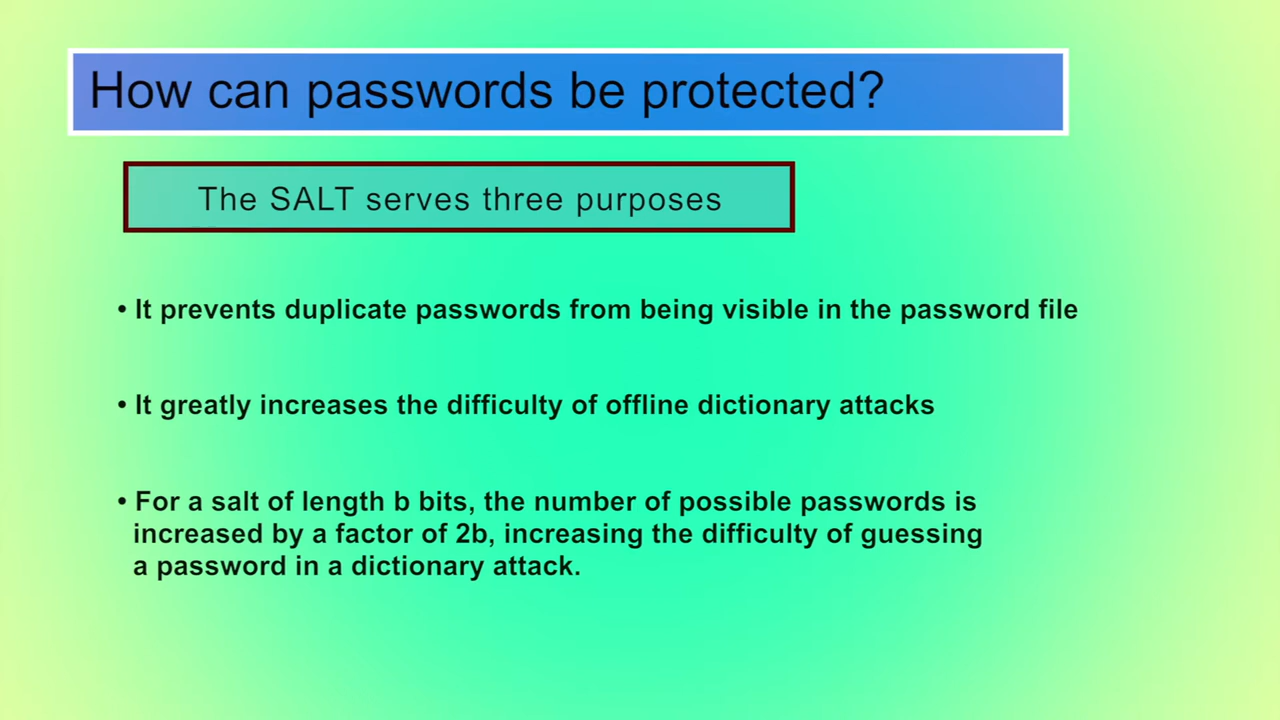 How can passwords be protected?
The SALT serves three purposes
• It prevents duplicate passwords from being visible in the password file
• It greatly increases the difficulty of offline dictionary attacks
• For a salt of length b bits, the number of possible passwords is
increased by a factor of 2b, increasing the difficulty of guessing
a password in a dictionary attack.